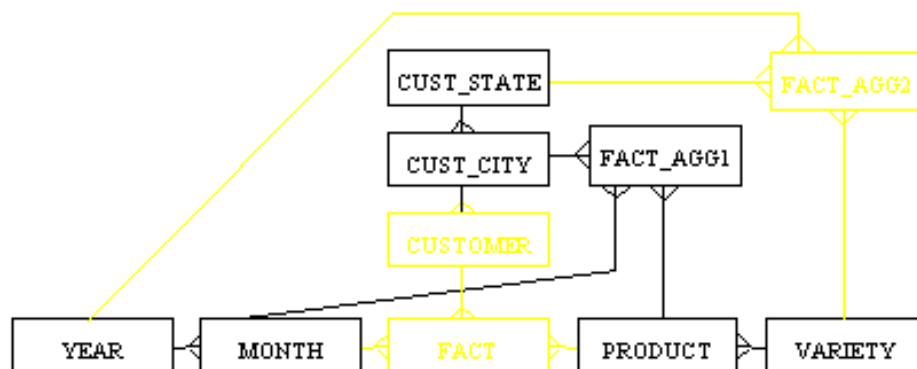 CUST_STATE
FACT_AGG2
CUST_CITY
FACT_AGG1
CUSTOMER
YEAR
MONTH
FACT
PRODUCT
VARIETY